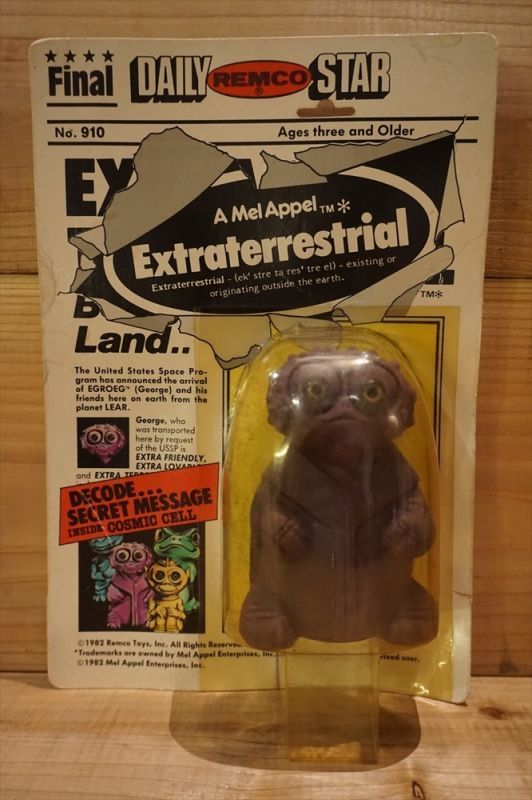 Final DAILY REMCO® STAR
No. 910 Ages three and Older
EX
A Mel Appel TM*
Extraterrestrial
Extraterrestrial - (ek' stre ta res' tre el) - existing or
originating outside the earth.
TM*
B
Land..
The United States Space Pro-
gram has announced the arrival
of EGROEG™ (George) and his
friends here on earth from the
planet LEAR.
George, who
was transported
here by request
of the USSP is
EXTRA FRIENDLY,
EXTRA
and EXTRA
DECODE...
SECRET MESSAGE
INSIDE COSMIC CELL
©1982 Remco Toys, Inc. All Rights
*Trademarks are owned by Mel Appel Enterprises, user.
©1982 Mel Appel Enterprises, Inc.